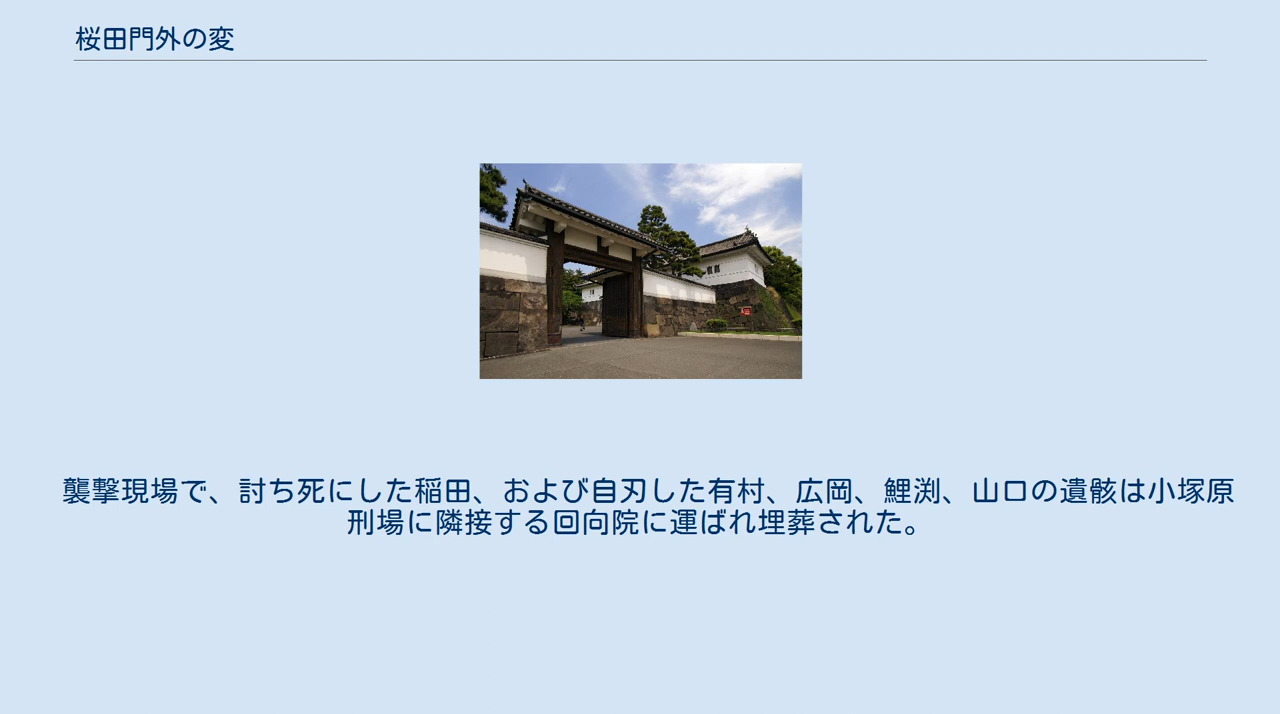 桜田門外の変
襲撃現場で、討ち死にした稲田、および自刃した有村、広岡、鯉渕、山口の遺骸は小塚原
刑場に隣接する回向院に運ばれ埋葬された。